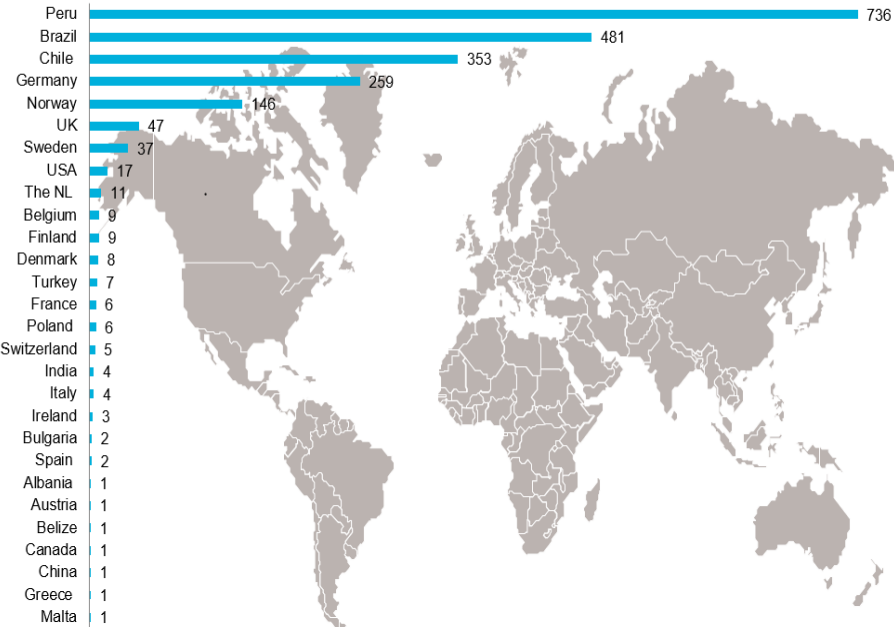 Peru 736
Brazil 481
Chile 353
Germany 259
Norway 146
UK 47
Sweden 37
USA 17
The NL 11
Belgium 9
Finland 9
Denmark 8
Turkey 7
France 6
Poland 6
Switzerland 5
India 4
Italy 4
Ireland 3
Bulgaria 2
Spain 2
Albania 1
Austria 1
Belize 1
Canada 1
China 1
Greece 1
Malta 1